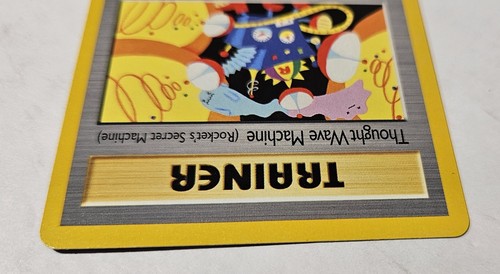 TRAINER
Thought Wave Machine (Rocket's Secret Machine)
R